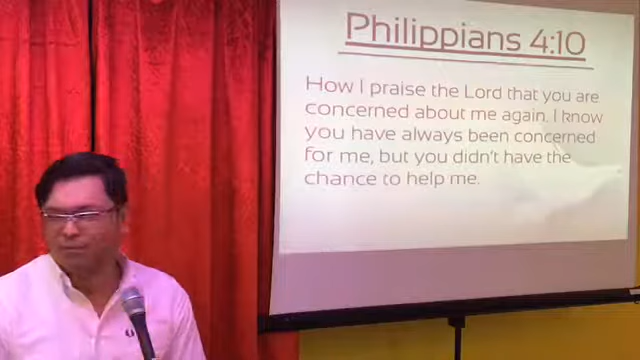 Philippians 4:10
How I praise the Lord that you are
concerned about me again. I know
you have always been concerned
for me, but you didn't have the
chance to help me.